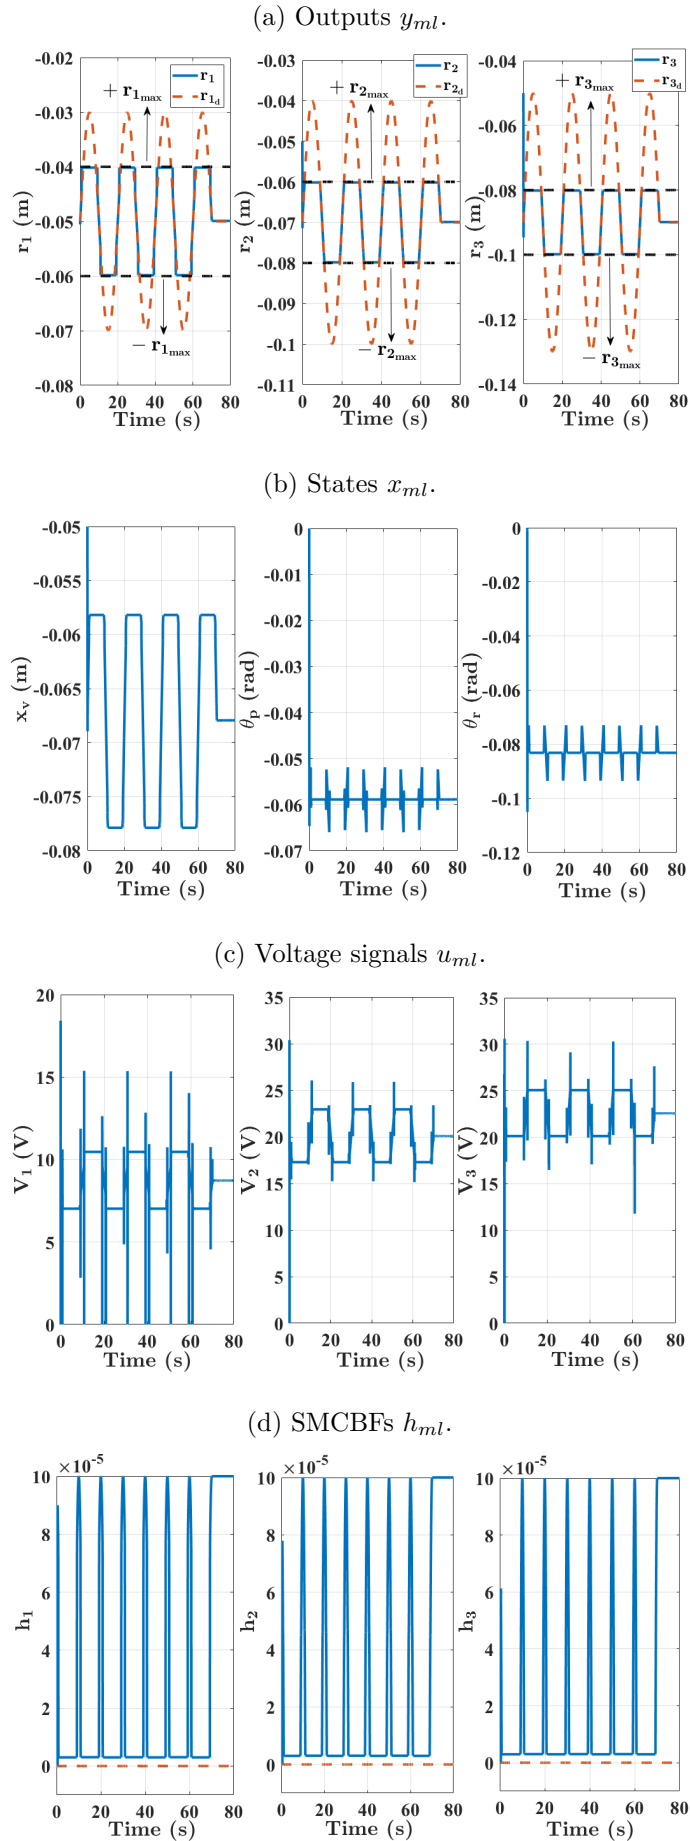 (a) Outputs y_ml.
-0.02
-0.03
-0.04
-0.05
-0.06
-0.07
-0.08
r₁ (m)
0 20 40 60 80
Time (s)
+ r₁max
− r₁max
r₁
r₁d
-0.03
-0.04
-0.05
-0.06
-0.07
-0.08
-0.09
-0.1
-0.11
r₂ (m)
0 20 40 60 80
Time (s)
+ r₂max
− r₂max
r₂
r₂d
-0.04
-0.06
-0.08
-0.1
-0.12
-0.14
r₃ (m)
0 20 40 60 80
Time (s)
+ r₃max
− r₃max
r₃
r₃d
(b) States x_ml.
-0.05
-0.055
-0.06
-0.065
-0.07
-0.075
-0.08
x_v (m)
0 20 40 60 80
Time (s)
0
-0.01
-0.02
-0.03
-0.04
-0.05
-0.06
-0.07
θ_p (rad)
0 20 40 60 80
Time (s)
0
-0.02
-0.04
-0.06
-0.08
-0.1
-0.12
θ_r (rad)
0 20 40 60 80
Time (s)
(c) Voltage signals u_ml.
20
15
10
5
0
V₁ (V)
0 20 40 60 80
Time (s)
35
30
25
20
15
10
5
0
V₂ (V)
0 20 40 60 80
Time (s)
35
30
25
20
15
10
5
0
V₃ (V)
0 20 40 60 80
Time (s)
(d) SMCBFs h_ml.
×10⁻⁵
10
8
6
4
2
0
h₁
0 20 40 60 80
Time (s)
×10⁻⁵
10
8
6
4
2
0
h₂
0 20 40 60 80
Time (s)
×10⁻⁵
10
8
6
4
2
0
h₃
0 20 40 60 80
Time (s)